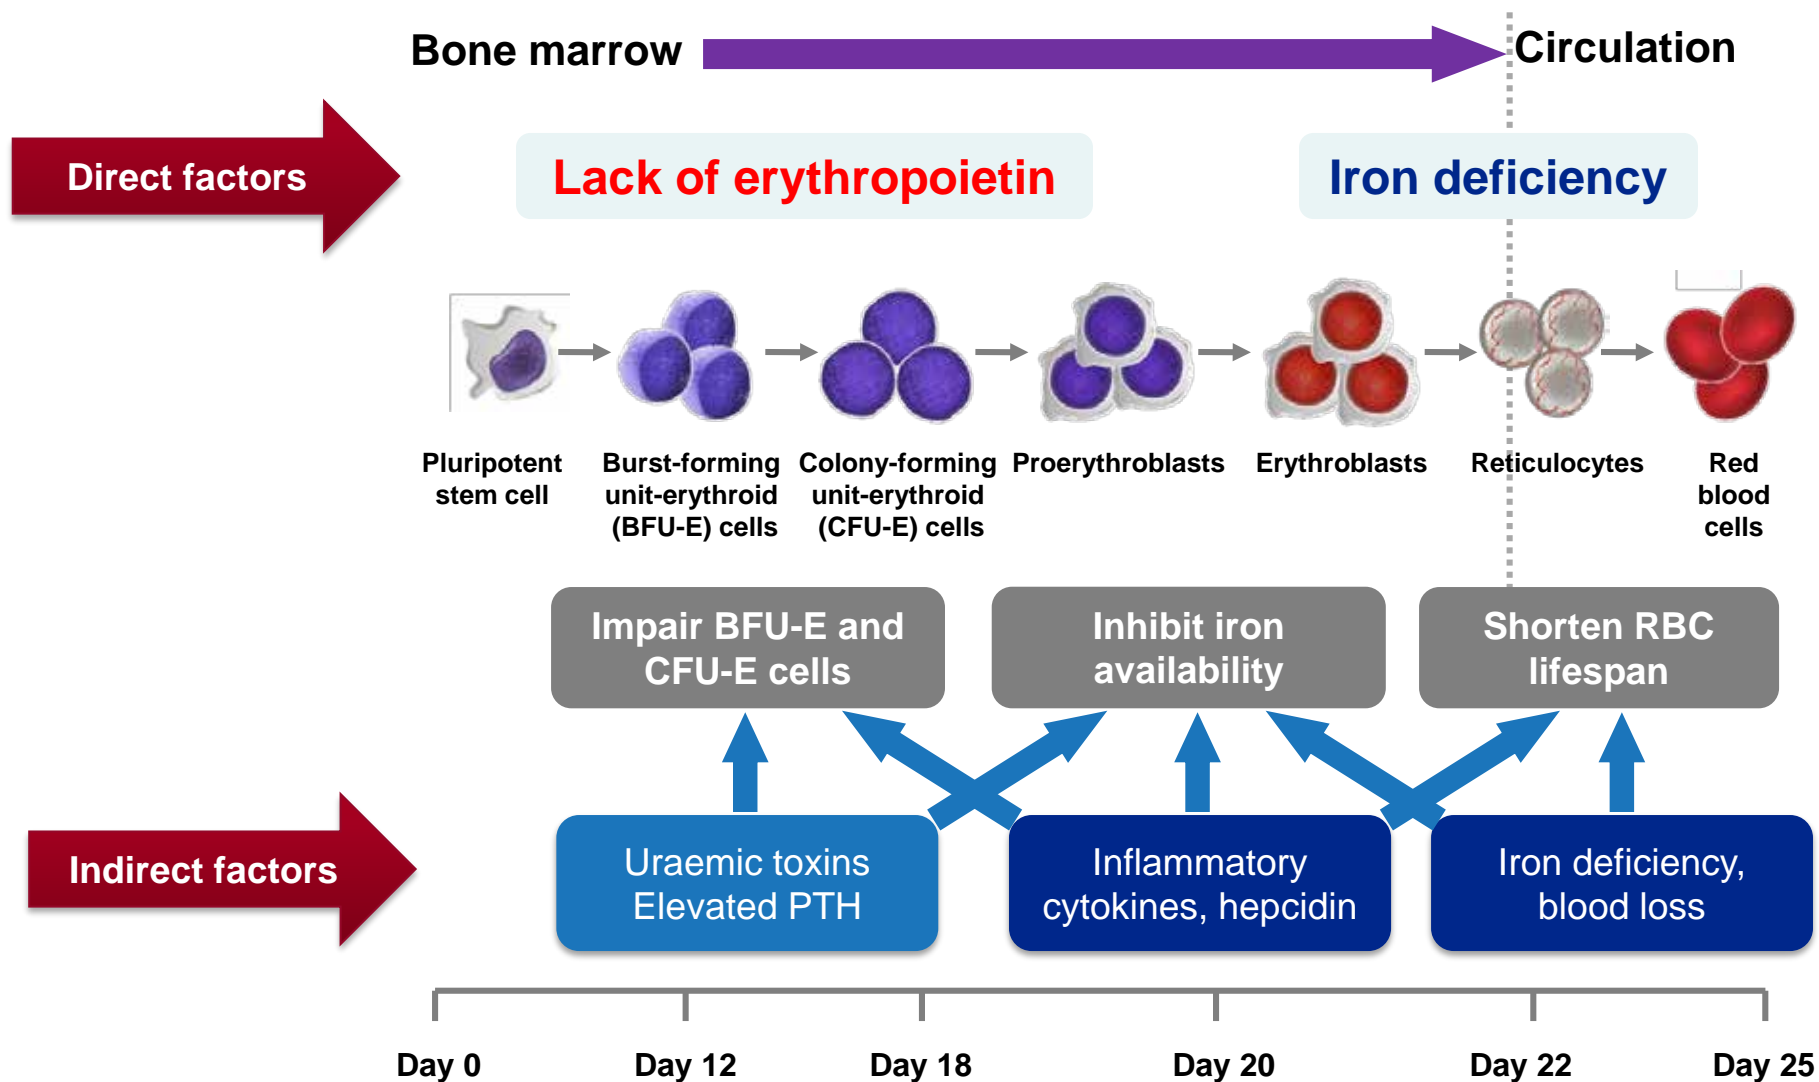 Bone marrow
Circulation
Direct factors
Lack of erythropoietin
Iron deficiency
Pluripotent
stem cell
Burst-forming
unit-erythroid
(BFU-E) cells
Colony-forming
unit-erythroid
(CFU-E) cells
Proerythroblasts
Erythroblasts
Reticulocytes
Red
blood
cells
Impair BFU-E and
CFU-E cells
Inhibit iron
availability
Shorten RBC
lifespan
Indirect factors
Uraemic toxins
Elevated PTH
Inflammatory
cytokines, hepcidin
Iron deficiency,
blood loss
Day 0
Day 12
Day 18
Day 20
Day 22
Day 25